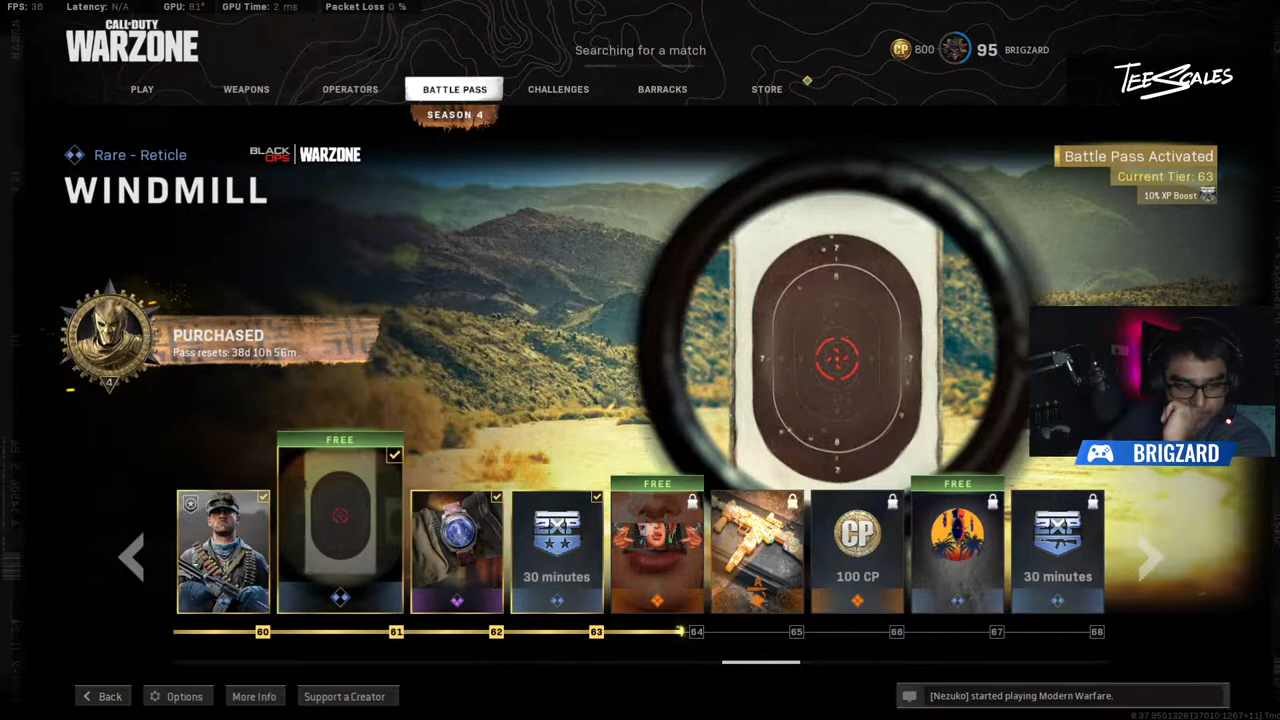 FPS: 36 Latency: N/A GPU: 81° GPU Time: 2 ms Packet Loss 0 %
CALL OF DUTY
WARZONE
Searching for a match
CP 800 95 BRIGZARD
TEESCALES
PLAY WEAPONS OPERATORS BATTLE PASS CHALLENGES BARRACKS STORE
SEASON 4
Rare - Reticle BLACK OPS | WARZONE
WINDMILL
Battle Pass Activated
Current Tier: 63
10% XP Boost
PURCHASED
Pass resets: 38d 10h 56m
4
BRIGZARD
FREE
FREE
FREE
2XP CP 2XP
30 minutes 100 CP 30 minutes
60 61 62 63 64 65 66 67 68
Back Options More Info Support a Creator
[Nezuko] started playing Modern Warfare.